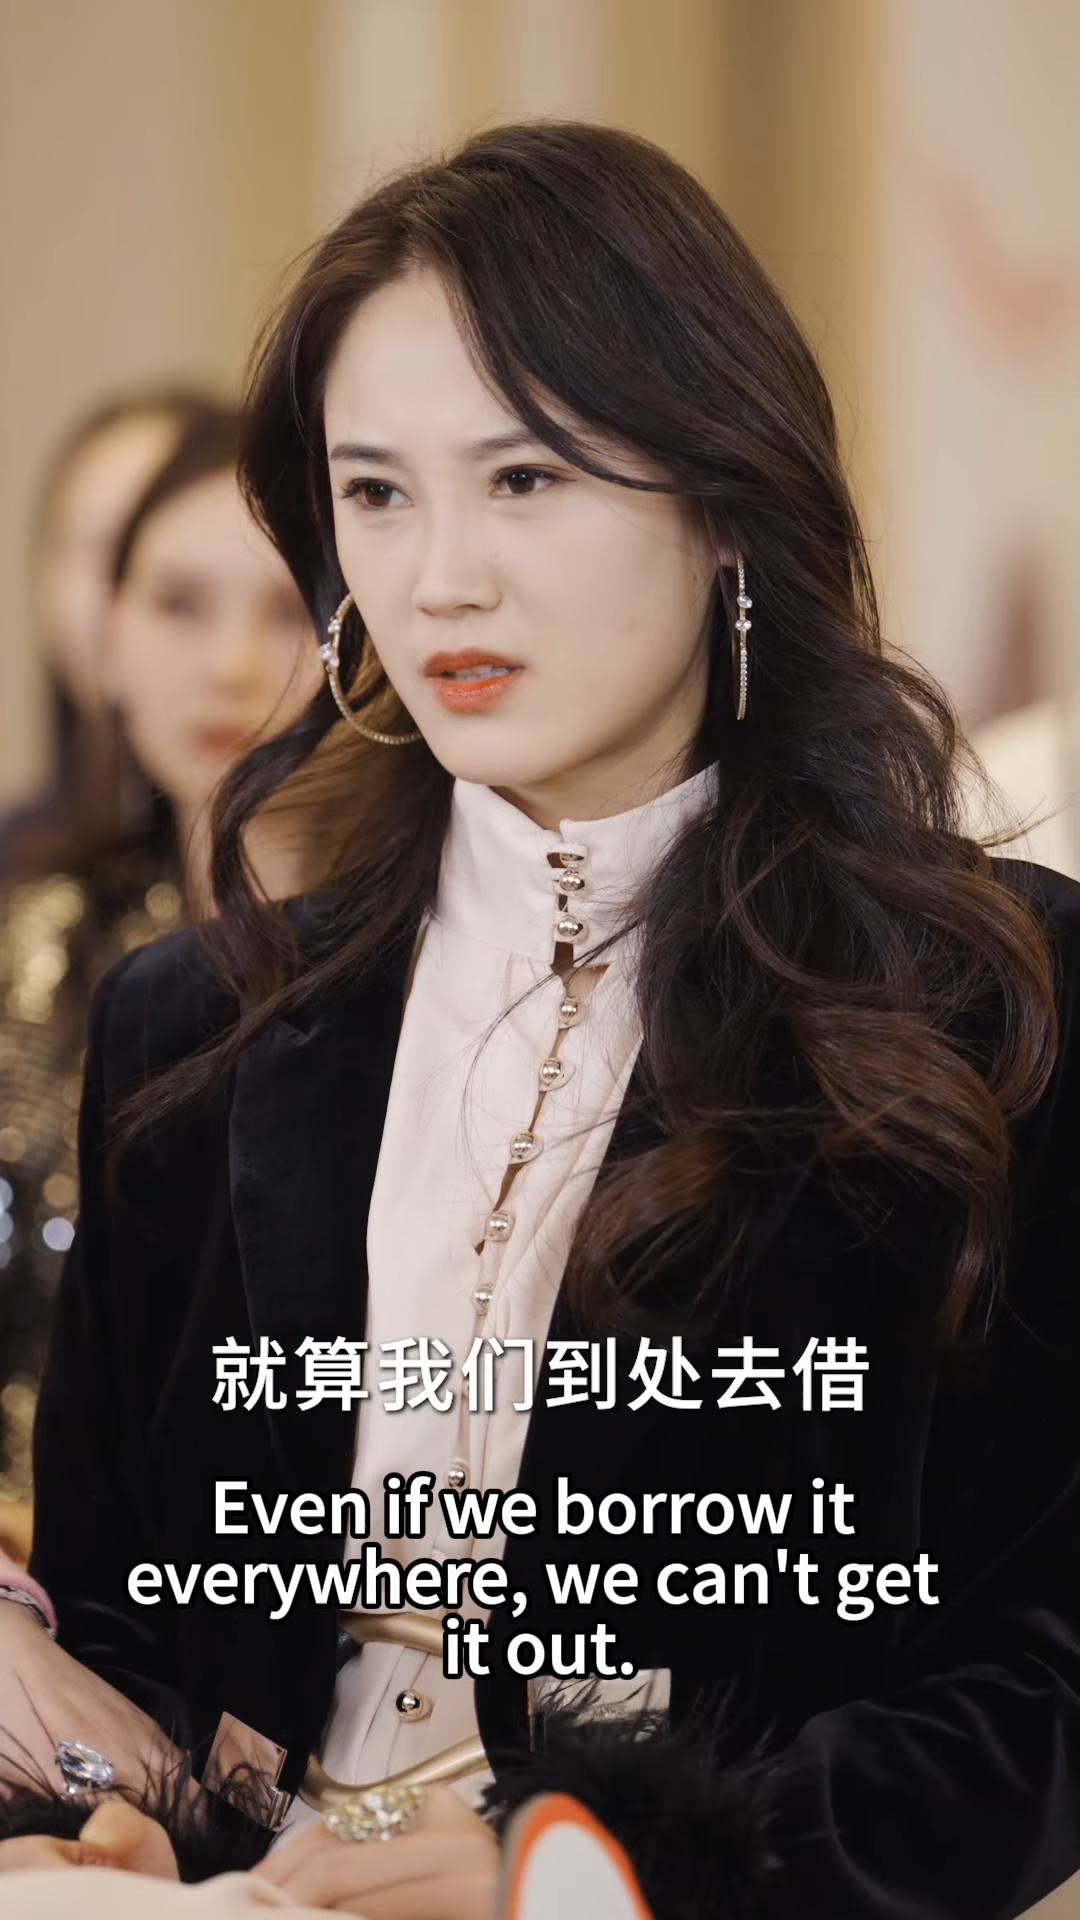 就算我们到处去借
Even if we borrow it
everywhere, we can't get
it out.